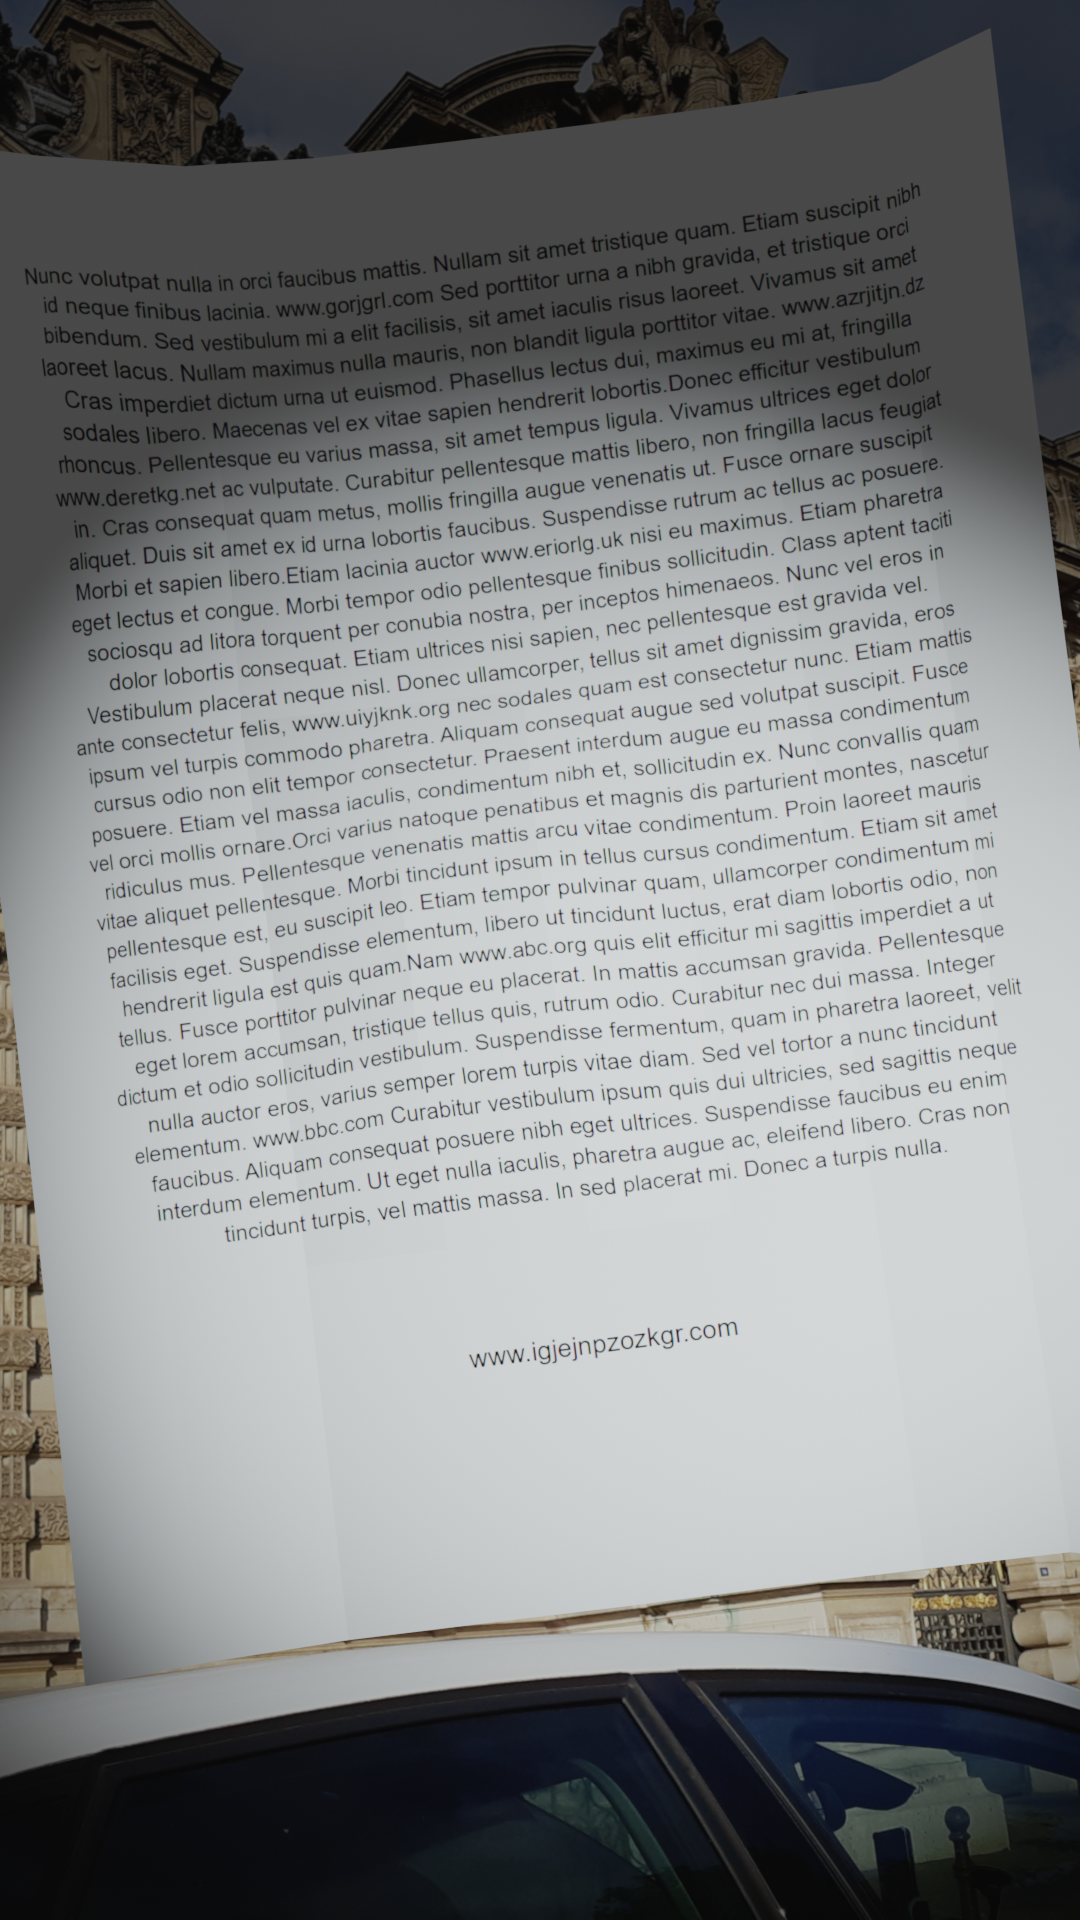 Nunc volutpat nulla in orci faucibus mattis. Nullam sit amet tristique quam. Etiam suscipit nibh
id neque finibus lacinia. www.gorjgrl.com Sed porttitor urna a nibh gravida, et tristique orci
bibendum. Sed vestibulum mi a elit facilisis, sit amet iaculis risus laoreet. Vivamus sit amet
laoreet lacus. Nullam maximus nulla mauris, non blandit ligula porttitor vitae. www.azrjitjn.dz
Cras imperdiet dictum urna ut euismod. Phasellus lectus dui, maximus eu mi at, fringilla
sodales libero. Maecenas vel ex vitae sapien hendrerit lobortis.Donec efficitur vestibulum
rhoncus. Pellentesque eu varius massa, sit amet tempus ligula. Vivamus ultrices eget dolor
www.deretkg.net ac vulputate. Curabitur pellentesque mattis libero, non fringilla lacus feugiat
in. Cras consequat quam metus, mollis fringilla augue venenatis ut. Fusce ornare suscipit
aliquet. Duis sit amet ex id urna lobortis faucibus. Suspendisse rutrum ac tellus ac posuere.
Morbi et sapien libero.Etiam lacinia auctor www.eriorlg.uk nisi eu maximus. Etiam pharetra
eget lectus et congue. Morbi tempor odio pellentesque finibus sollicitudin. Class aptent taciti
sociosqu ad litora torquent per conubia nostra, per inceptos himenaeos. Nunc vel eros in
dolor lobortis consequat. Etiam ultrices nisi sapien, nec pellentesque est gravida vel.
Vestibulum placerat neque nisl. Donec ullamcorper, tellus sit amet dignissim gravida, eros
ante consectetur felis, www.uiyjknk.org nec sodales quam est consectetur nunc. Etiam mattis
ipsum vel turpis commodo pharetra. Aliquam consequat augue sed volutpat suscipit. Fusce
cursus odio non elit tempor consectetur. Praesent interdum augue eu massa condimentum
posuere. Etiam vel massa iaculis, condimentum nibh et, sollicitudin ex. Nunc convallis quam
vel orci mollis ornare.Orci varius natoque penatibus et magnis dis parturient montes, nascetur
ridiculus mus. Pellentesque venenatis mattis arcu vitae condimentum. Proin laoreet mauris
vitae aliquet pellentesque. Morbi tincidunt ipsum in tellus cursus condimentum. Etiam sit amet
pellentesque est, eu suscipit leo. Etiam tempor pulvinar quam, ullamcorper condimentum mi
facilisis eget. Suspendisse elementum, libero ut tincidunt luctus, erat diam lobortis odio, non
hendrerit ligula est quis quam.Nam www.abc.org quis elit efficitur mi sagittis imperdiet a ut
tellus. Fusce porttitor pulvinar neque eu placerat. In mattis accumsan gravida. Pellentesque
eget lorem accumsan, tristique tellus quis, rutrum odio. Curabitur nec dui massa. Integer
dictum et odio sollicitudin vestibulum. Suspendisse fermentum, quam in pharetra laoreet, velit
nulla auctor eros, varius semper lorem turpis vitae diam. Sed vel tortor a nunc tincidunt
elementum. www.bbc.com Curabitur vestibulum ipsum quis dui ultricies, sed sagittis neque
faucibus. Aliquam consequat posuere nibh eget ultrices. Suspendisse faucibus eu enim
interdum elementum. Ut eget nulla iaculis, pharetra augue ac, eleifend libero. Cras non
tincidunt turpis, vel mattis massa. In sed placerat mi. Donec a turpis nulla.
www.igjejnpzozkgr.com